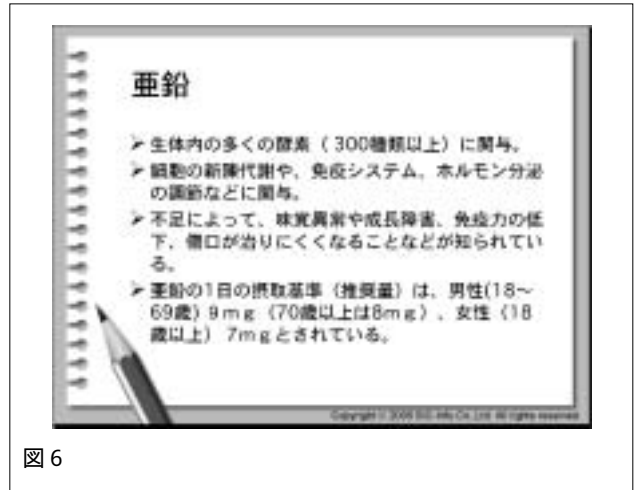 亜鉛
➢ 生体内の多くの酵素（300種類以上）に関与。
➢ 細胞の新陳代謝や、免疫システム、ホルモン分泌
の調節などに関与。
➢ 不足によって、味覚異常や成長障害、免疫力の低
下、傷口が治りにくくなることなどが知られてい
る。
➢ 亜鉛の1日の摂取基準（推奨量）は、男性(18～
69歳) 9mg（70歳以上は8mg）、女性（18
歳以上） 7mgとされている。
Copyright © 2005 Co.,Ltd. All rights reserved
図6